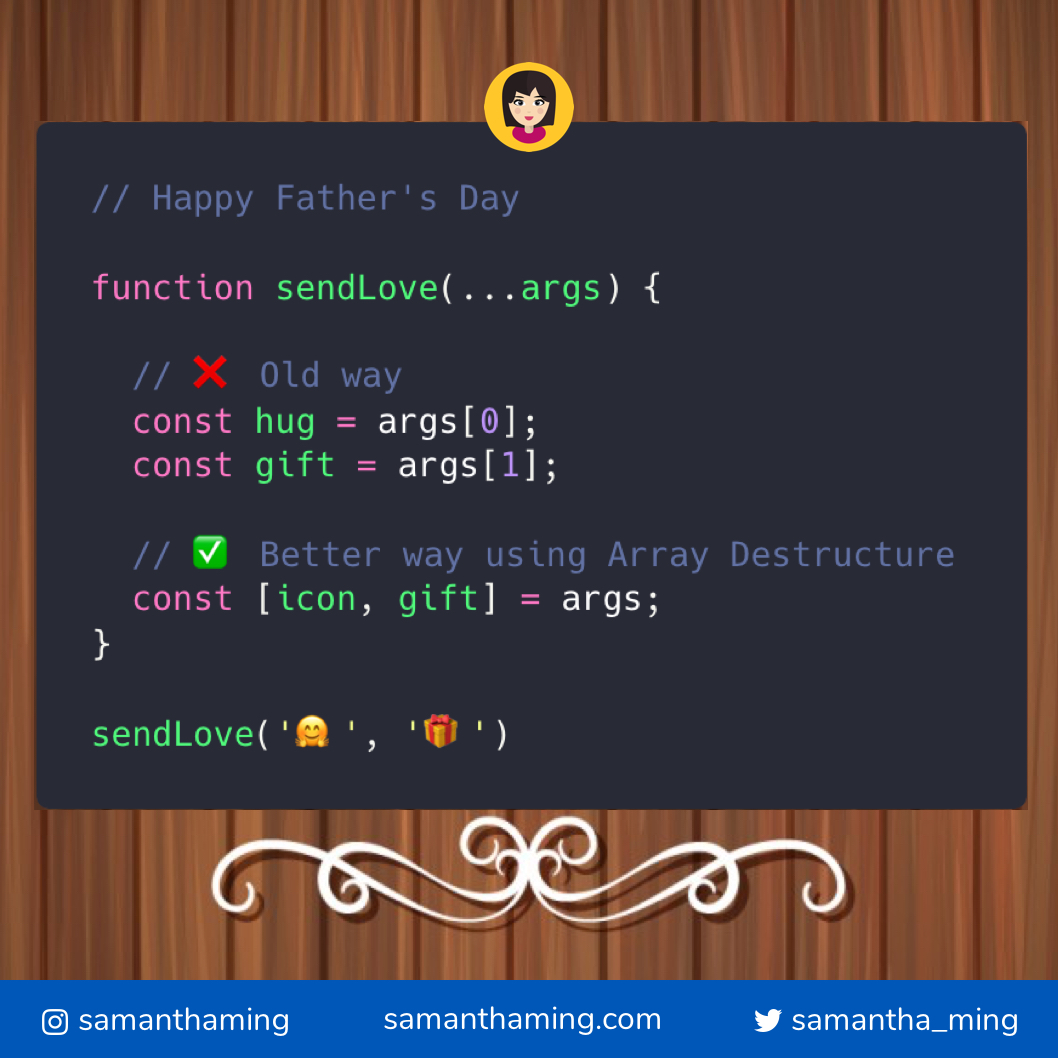 // Happy Father's Day
function sendLove(...args) {
// ❌ Old way
const hug = args[0];
const gift = args[1];
// ✅ Better way using Array Destructure
const [icon, gift] = args;
}
sendLove('🤗 ', '🎁 ')
samanthaming
samanthaming.com
samantha_ming